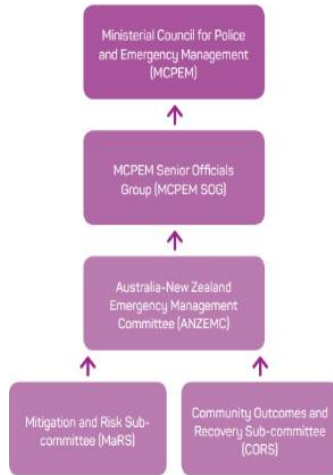 Ministerial Council for Police
and Emergency Management
(MCPEM)
MCPEM Senior Officials
Group (MCPEM SOG)
Australia-New Zealand
Emergency Management
Committee (ANZEMC)
Mitigation and Risk Sub-
committee (MaRS)
Community Outcomes and
Recovery Sub-committee
(CORS)